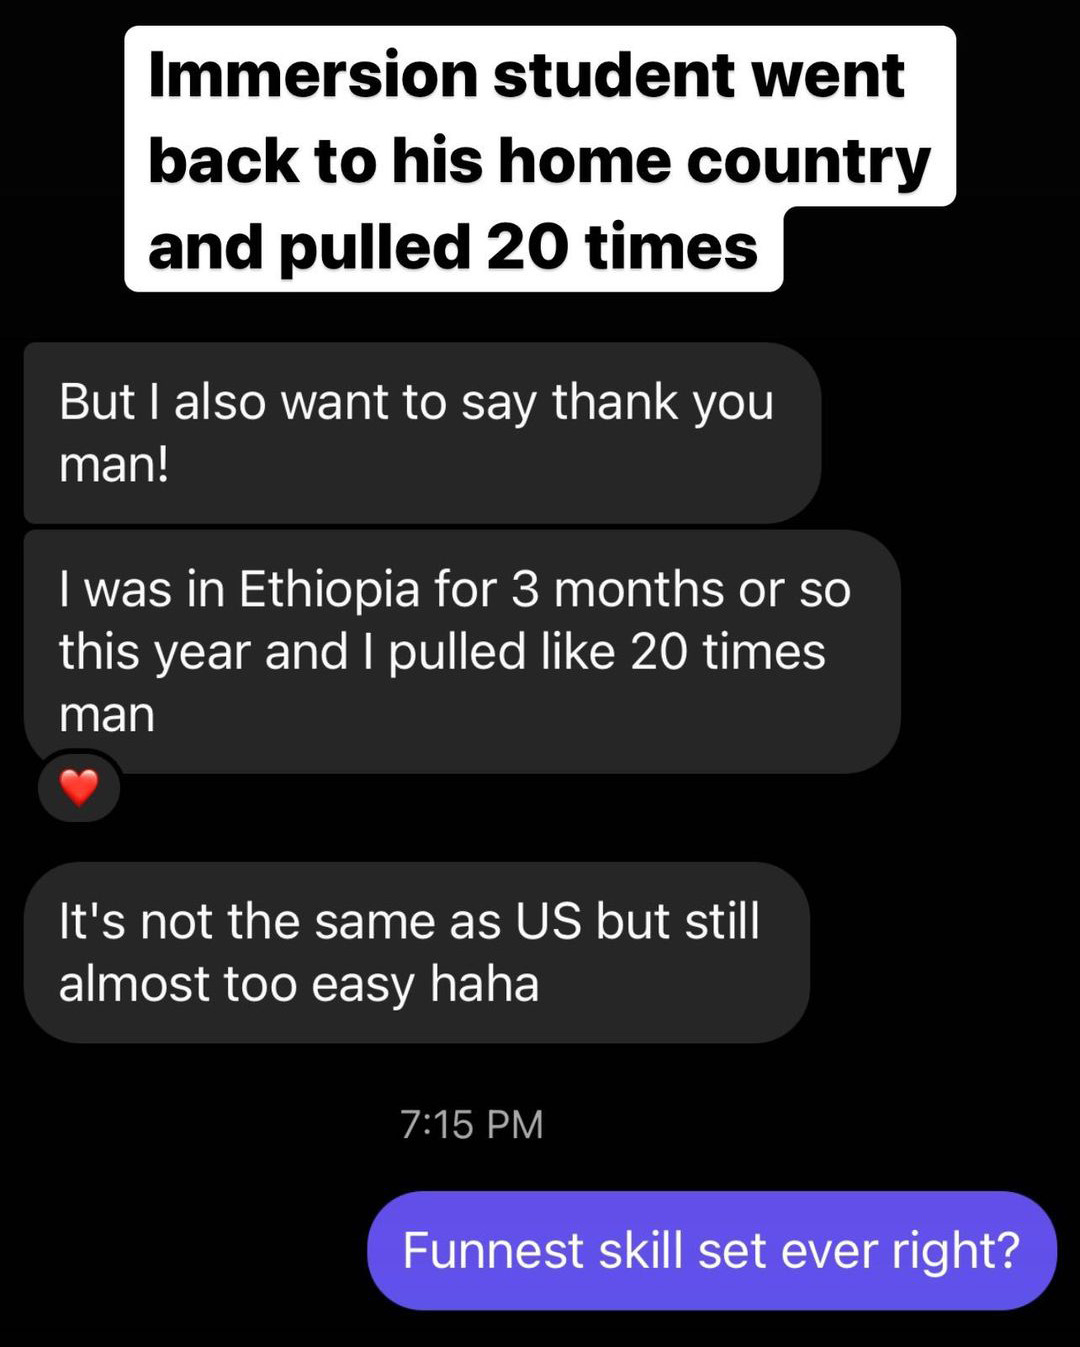 Immersion student went
back to his home country
and pulled 20 times
But I also want to say thank you
man!
I was in Ethiopia for 3 months or so
this year and I pulled like 20 times
man
❤️
It's not the same as US but still
almost too easy haha
7:15 PM
Funnest skill set ever right?